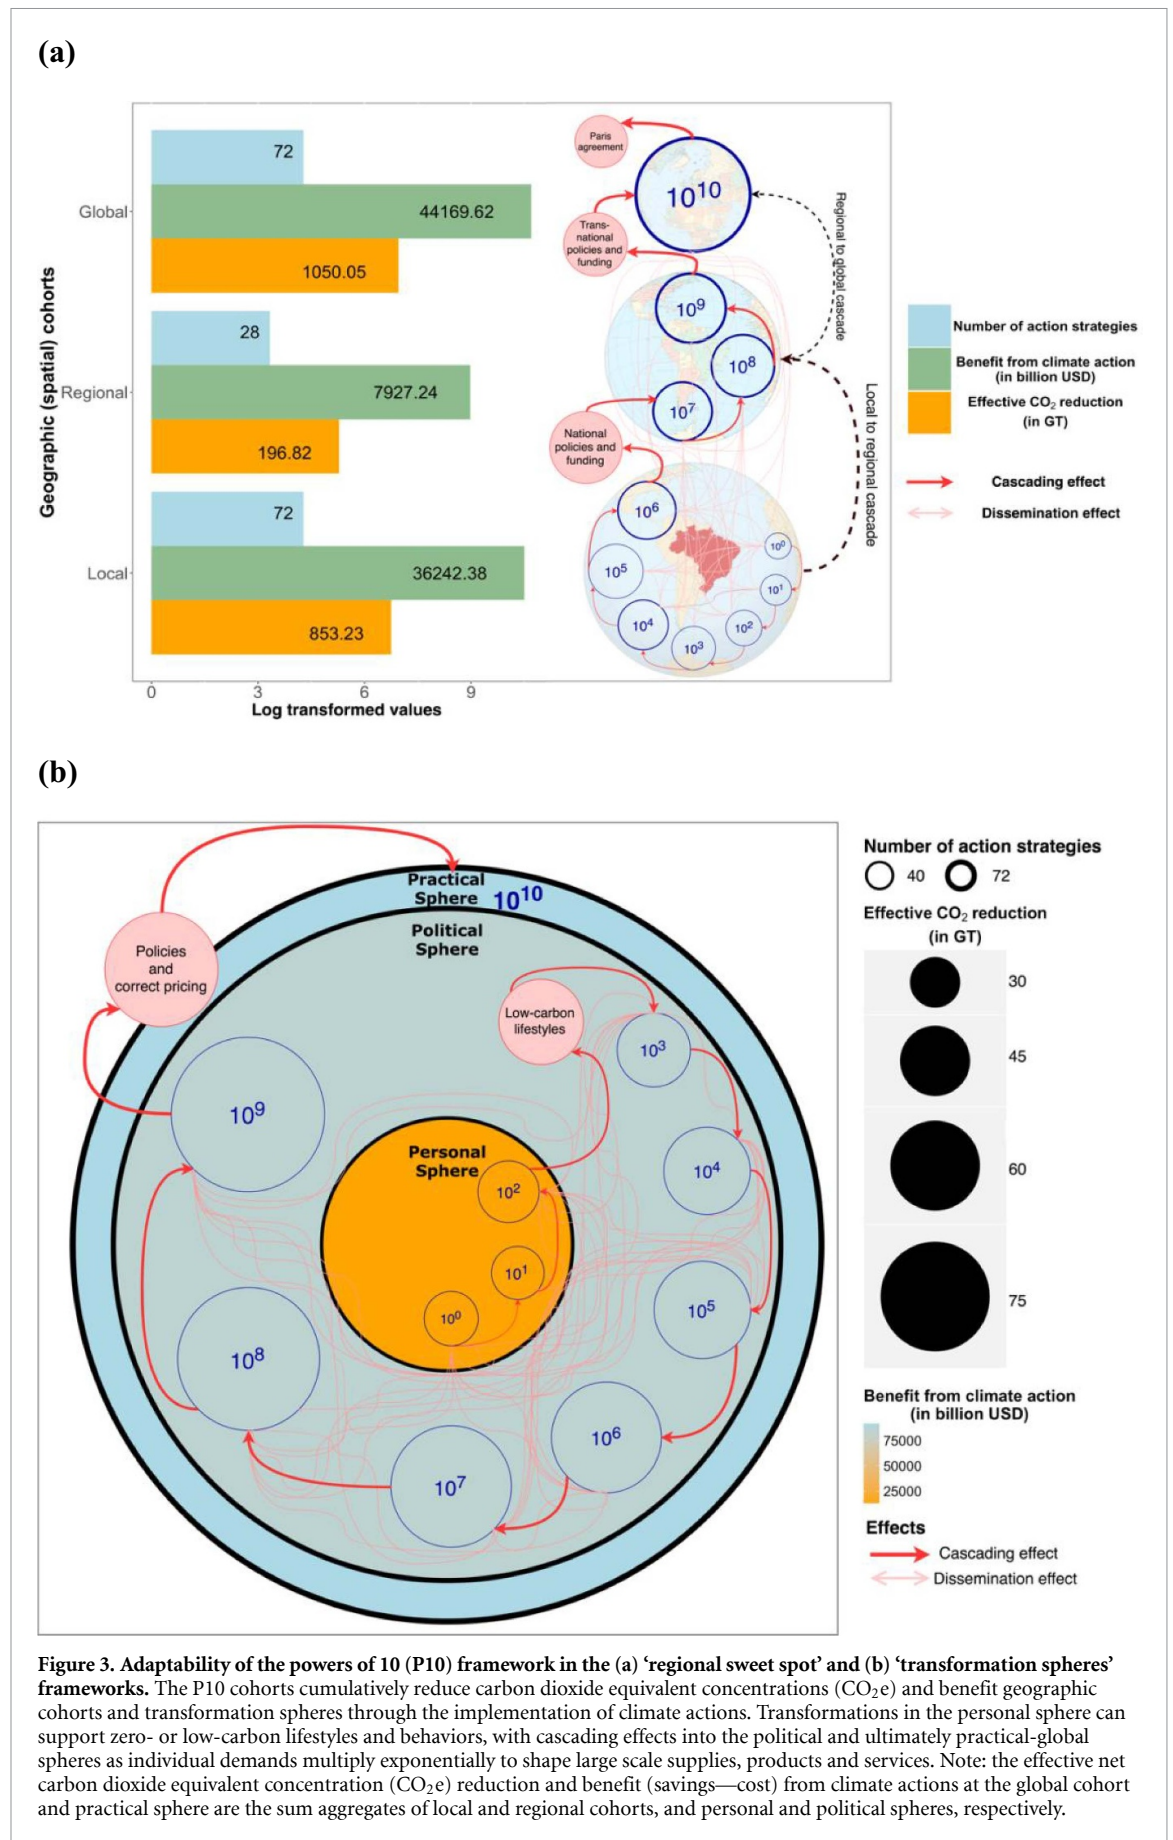 (a)
Geographic (spatial) cohorts
Global
72
44169.62
1050.05
Regional
28
7927.24
196.82
Local
72
36242.38
853.23
0 3 6 9
Log transformed values
Paris
agreement
10^10
Trans-
national
policies and
funding
10^9
10^8
10^7
National
policies and
funding
10^6
10^5
10^4
10^3
10^2
10^1
10^0
Regional to global cascade
Local to regional cascade
Number of action strategies
Benefit from climate action
(in billion USD)
Effective CO₂ reduction
(in GT)
Cascading effect
Dissemination effect
(b)
Practical
Sphere 10^10
Political
Sphere
Policies
and
correct pricing
Low-carbon
lifestyles
10^3
10^4
10^5
10^6
10^7
10^8
10^9
Personal
Sphere
10^2
10^1
10^0
Number of action strategies
40 72
Effective CO₂ reduction
(in GT)
30
45
60
75
Benefit from climate action
(in billion USD)
75000
50000
25000
Effects
Cascading effect
Dissemination effect
Figure 3. Adaptability of the powers of 10 (P10) framework in the (a) ‘regional sweet spot’ and (b) ‘transformation spheres’
frameworks. The P10 cohorts cumulatively reduce carbon dioxide equivalent concentrations (CO₂e) and benefit geographic
cohorts and transformation spheres through the implementation of climate actions. Transformations in the personal sphere can
support zero- or low-carbon lifestyles and behaviors, with cascading effects into the political and ultimately practical-global
spheres as individual demands multiply exponentially to shape large scale supplies, products and services. Note: the effective net
carbon dioxide equivalent concentration (CO₂e) reduction and benefit (savings—cost) from climate actions at the global cohort
and practical sphere are the sum aggregates of local and regional cohorts, and personal and political spheres, respectively.